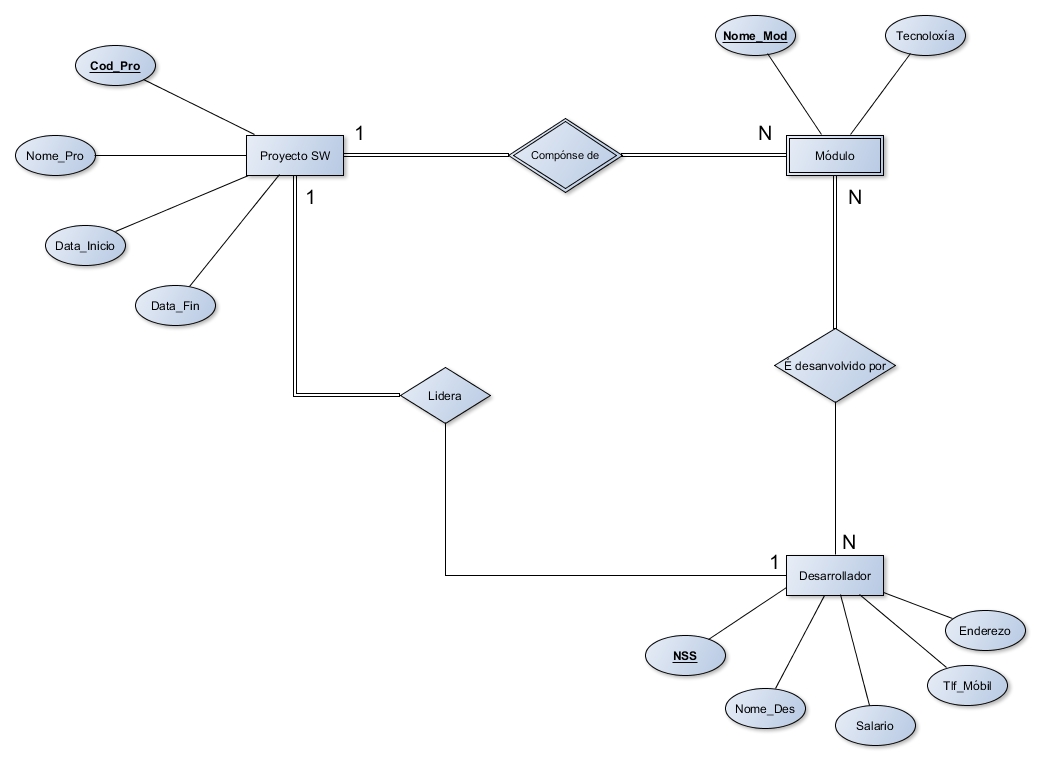 Nome_Mod
Tecnoloxía
Cod_Pro
1
N
Nome_Pro
Proyecto SW
Compónse de
Módulo
1
N
Data_Inicio
Data_Fin
É desanvolvido por
Lidera
N
1
Desarrollador
Enderezo
NSS
Tlf_Móbil
Nome_Des
Salario